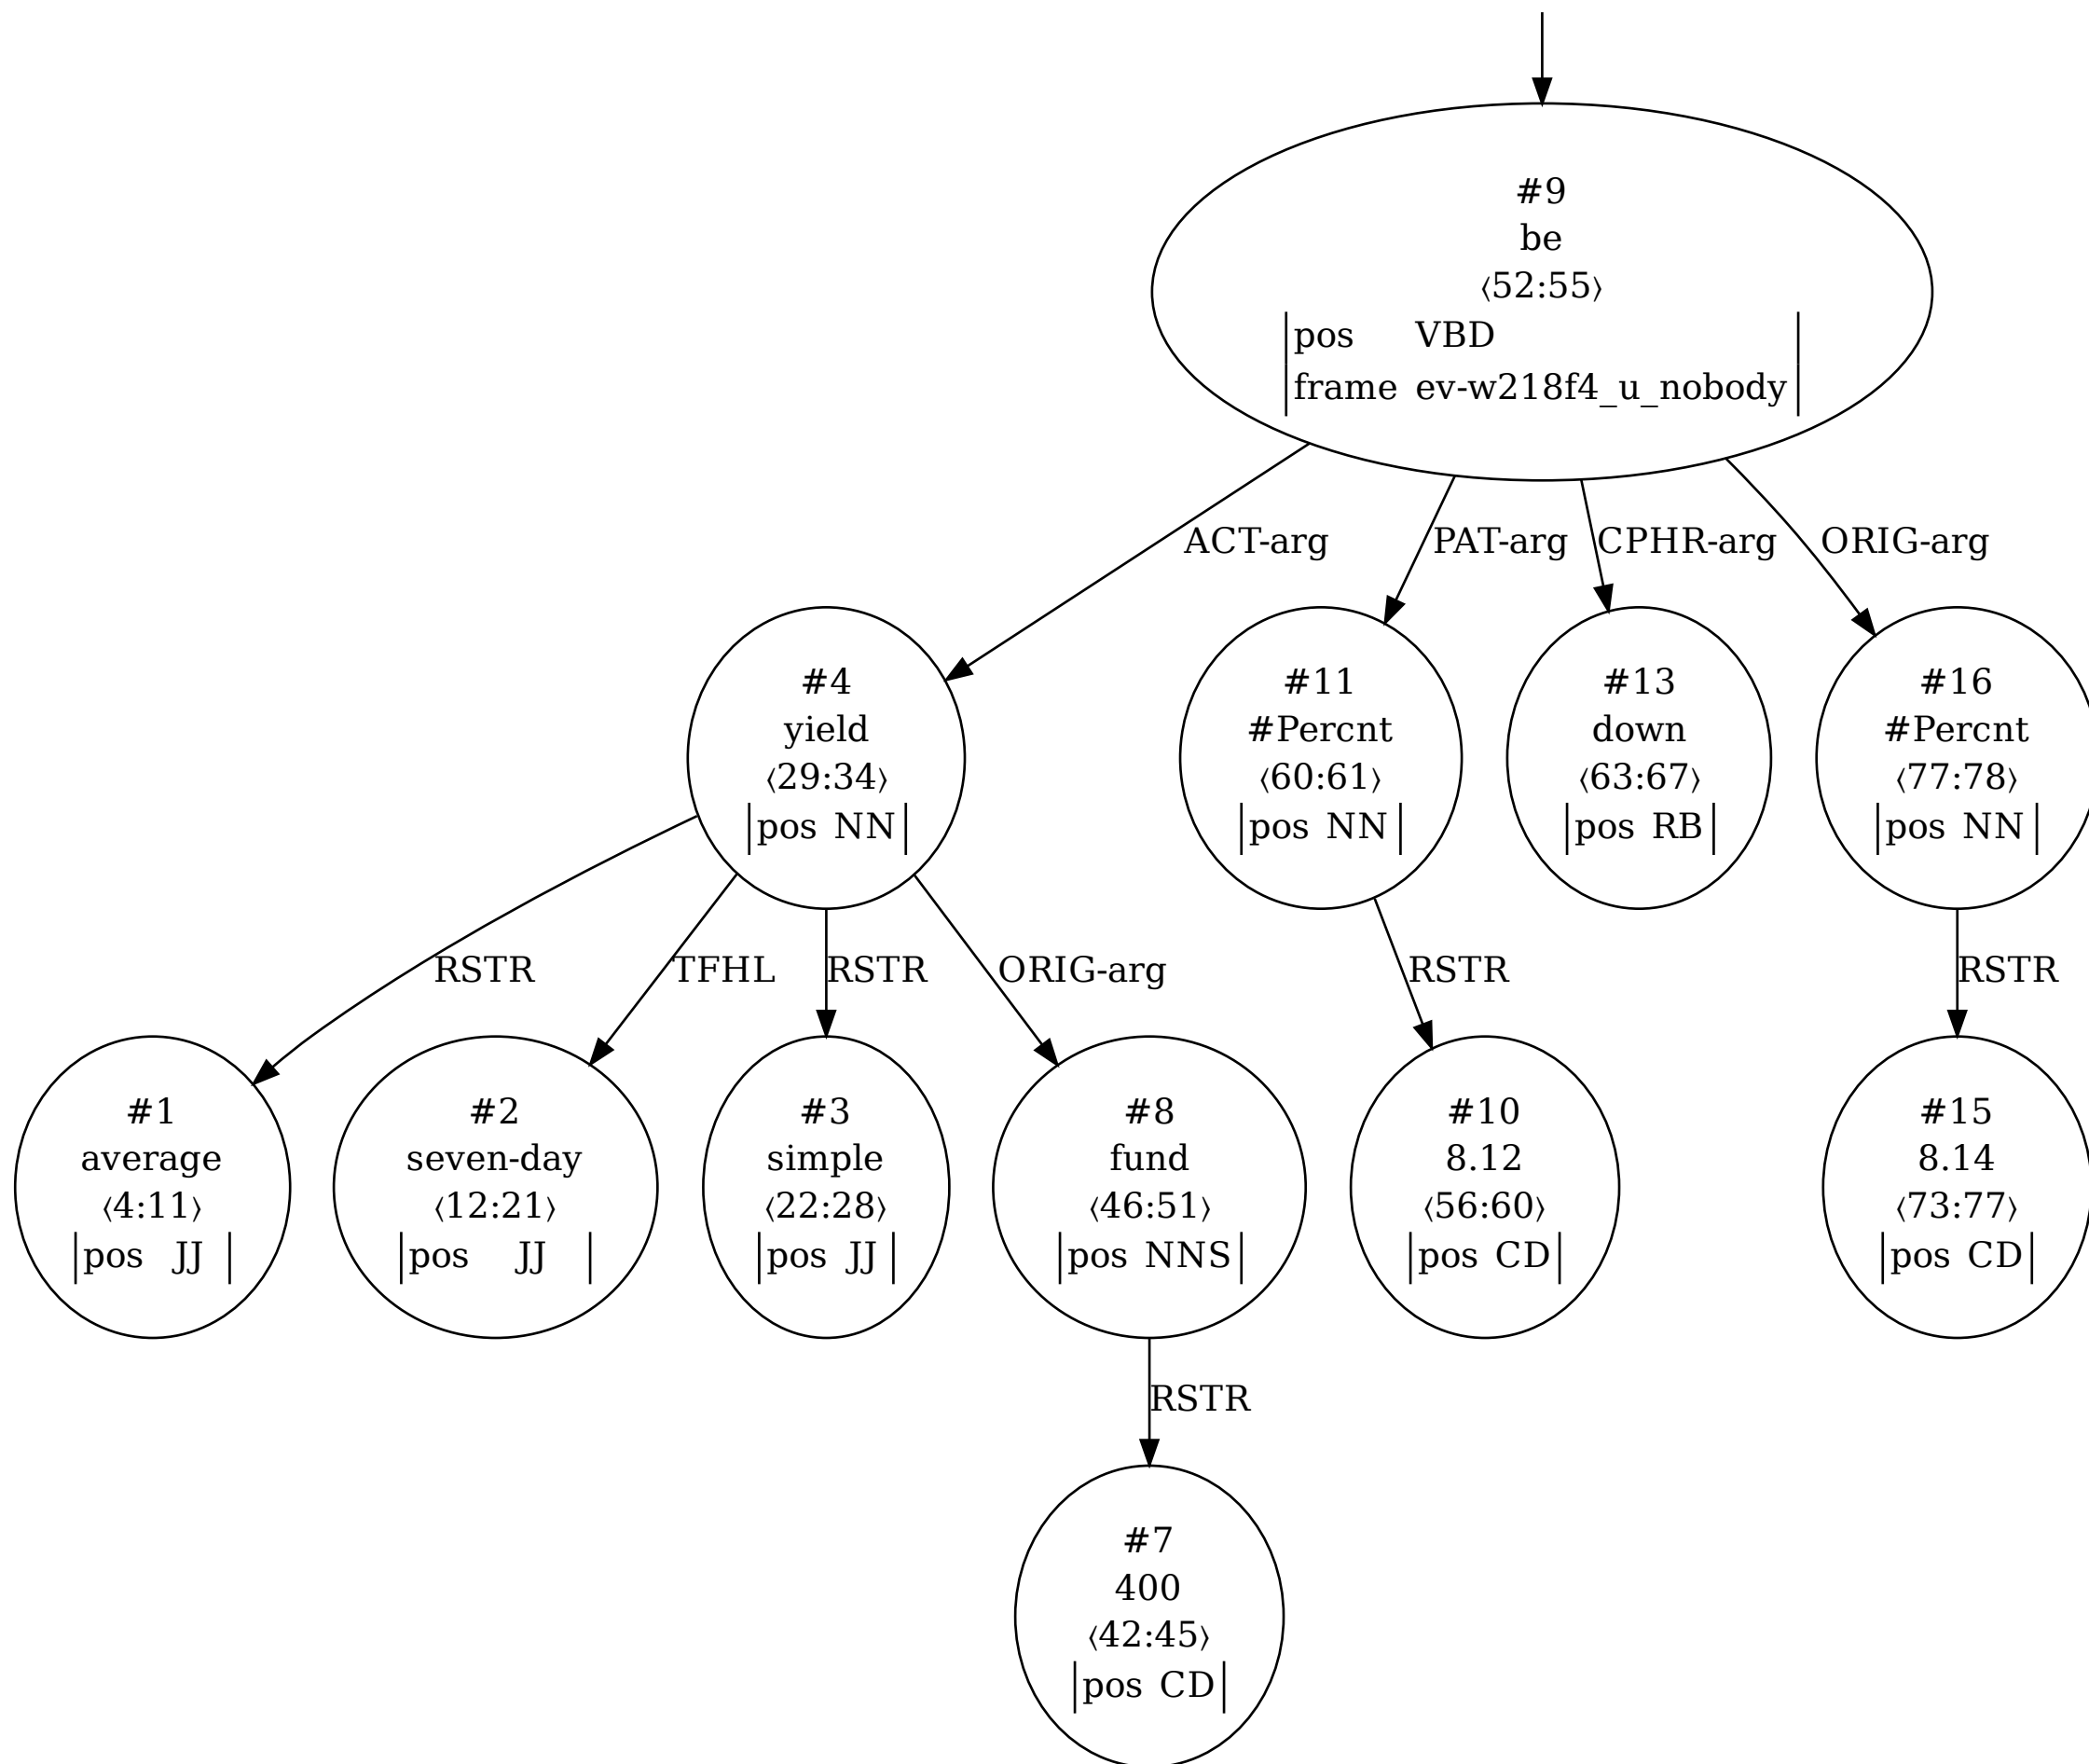 #9
be
⟨52:55⟩
pos VBD
frame ev-w218f4_u_nobody
ACT-arg
PAT-arg
CPHR-arg
ORIG-arg
#4
yield
⟨29:34⟩
pos NN
#11
#Percnt
⟨60:61⟩
pos NN
#13
down
⟨63:67⟩
pos RB
#16
#Percnt
⟨77:78⟩
pos NN
RSTR
TFHL
RSTR
ORIG-arg
RSTR
RSTR
#1
average
⟨4:11⟩
pos JJ
#2
seven-day
⟨12:21⟩
pos JJ
#3
simple
⟨22:28⟩
pos JJ
#8
fund
⟨46:51⟩
pos NNS
#10
8.12
⟨56:60⟩
pos CD
#15
8.14
⟨73:77⟩
pos CD
RSTR
#7
400
⟨42:45⟩
pos CD